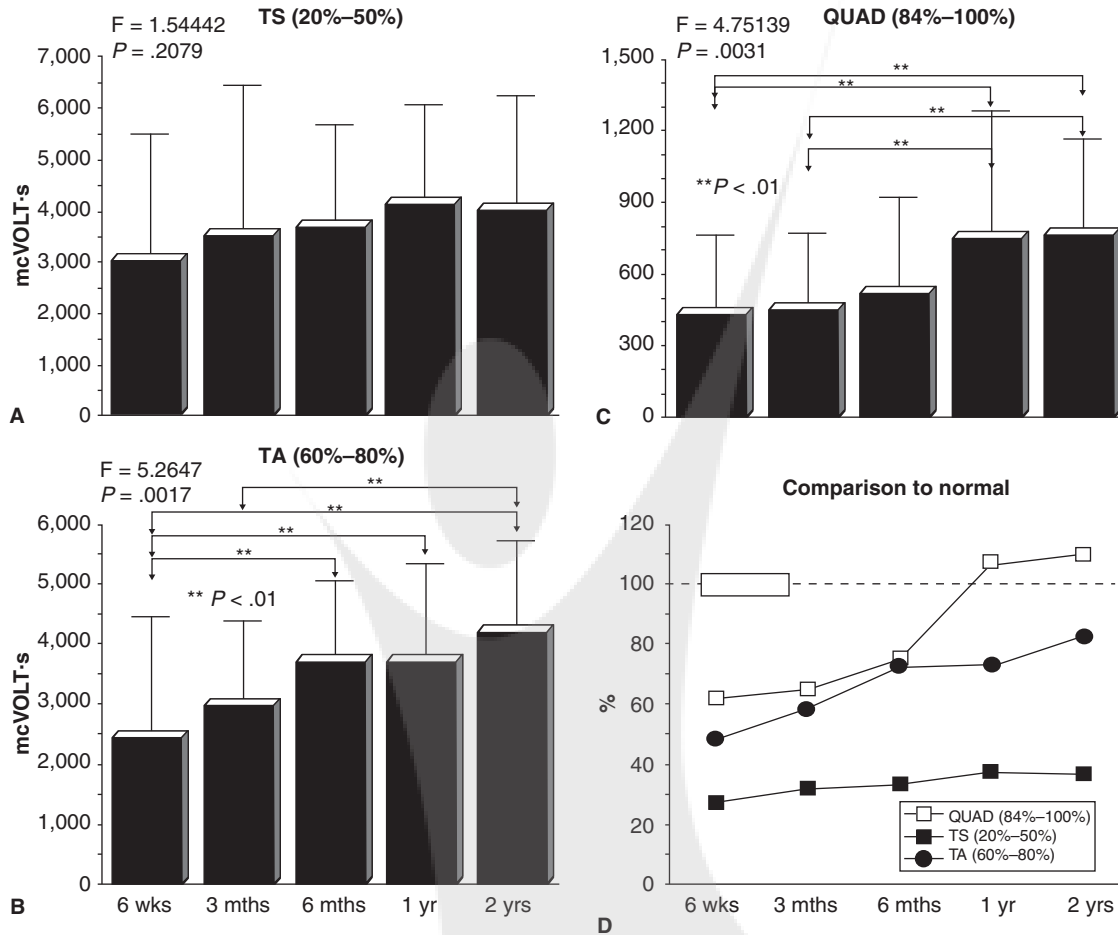 TS (20%–50%)
F = 1.54442
P = .2079
7,000
6,000
5,000
4,000
3,000
2,000
1,000
0
mcVOLT·s
A
QUAD (84%–100%)
F = 4.75139
P = .0031
1,500
1,200
900
600
300
0
**
**
**
**
**P < .01
C
TA (60%–80%)
F = 5.2647
P = .0017
6,000
5,000
4,000
3,000
2,000
1,000
0
mcVOLT·s
**
**
**
**
** P < .01
B
6 wks 3 mths 6 mths 1 yr 2 yrs
Comparison to normal
120
100
80
60
40
20
0
%
QUAD (84%–100%)
TS (20%–50%)
TA (60%–80%)
6 wks 3 mths 6 mths 1 yr 2 yrs
D